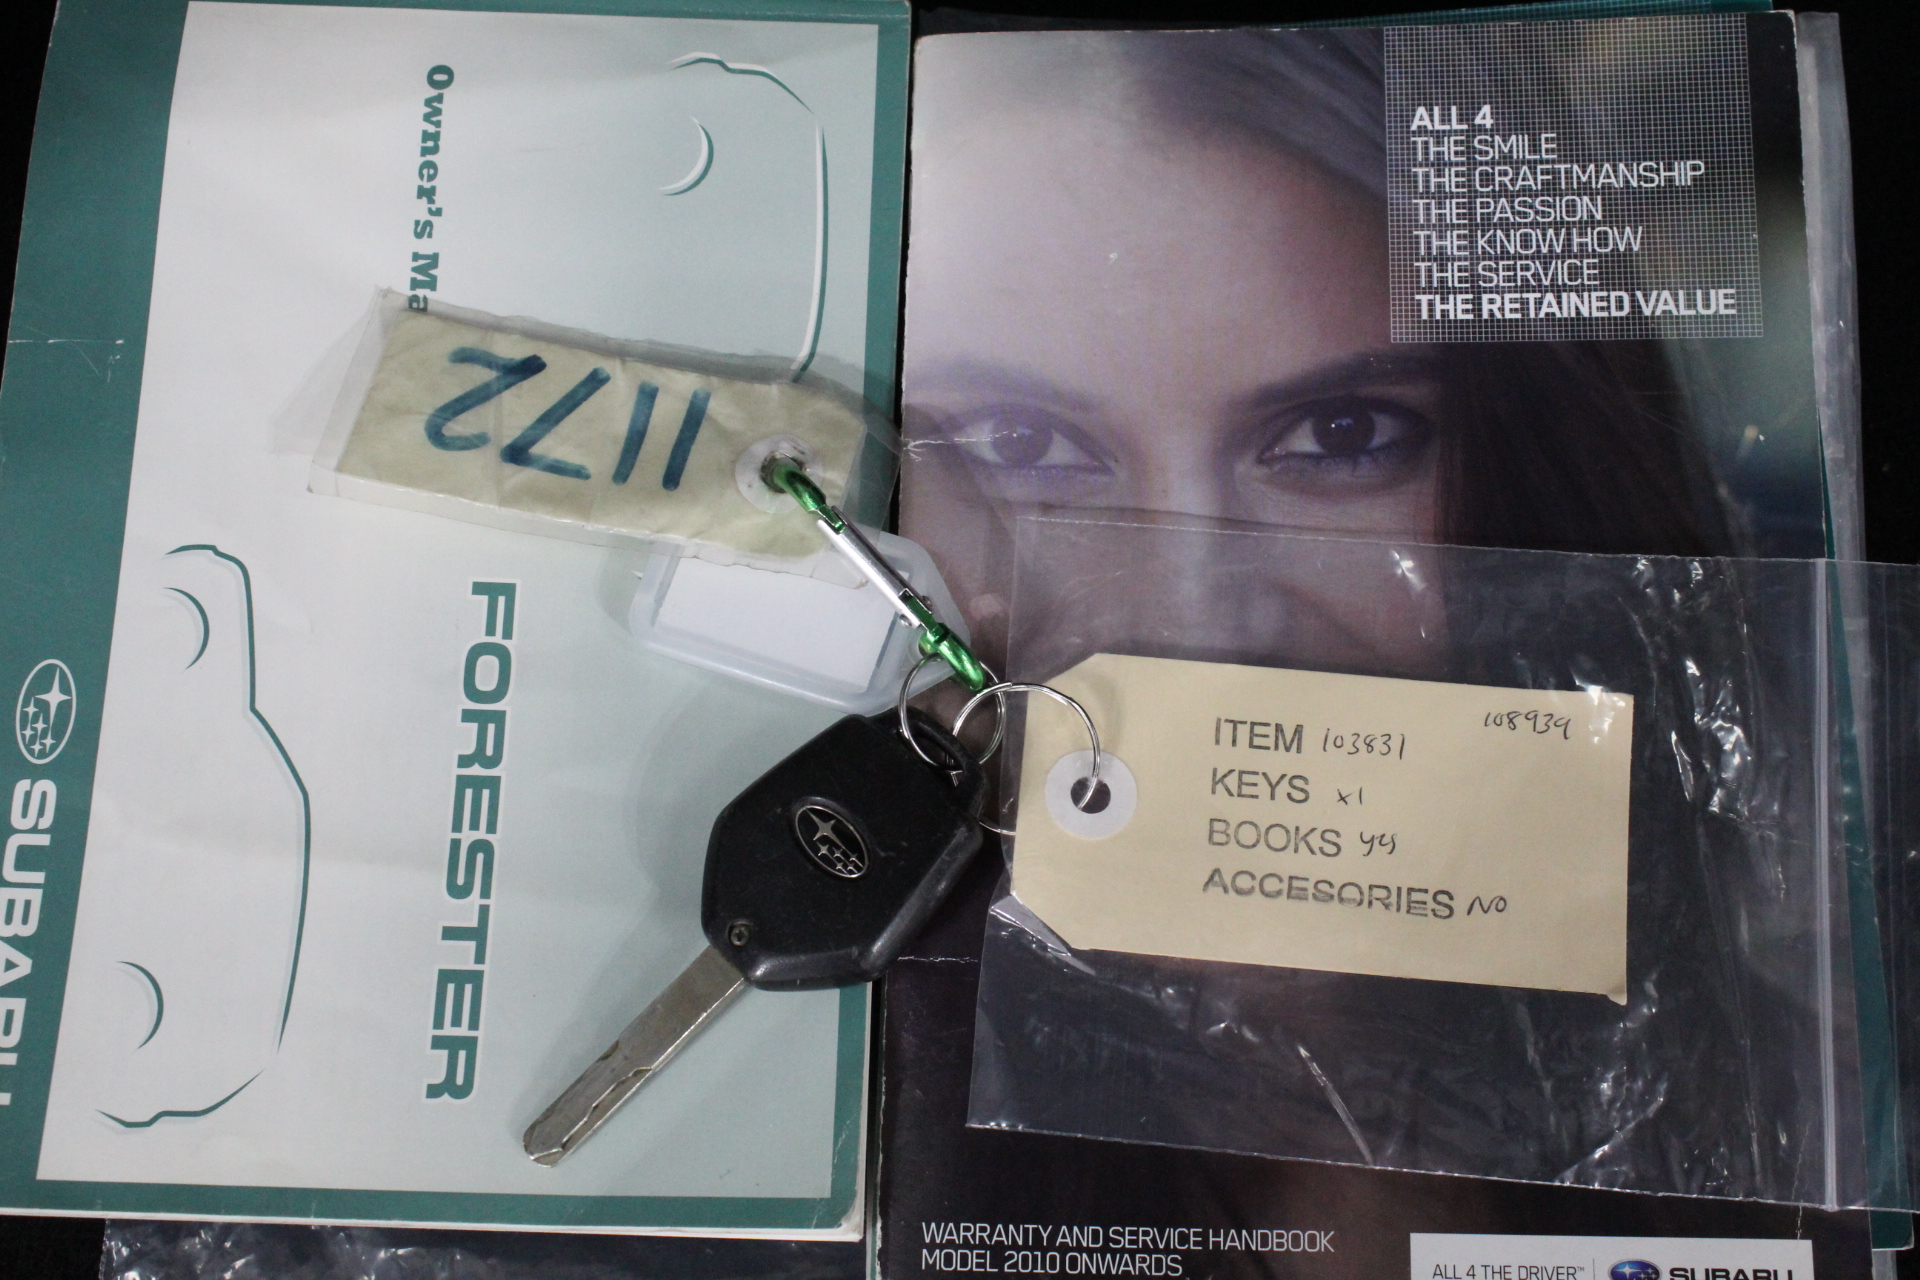 Owner's Ma
FORESTER
SUBARU
1172
ALL 4
THE SMILE
THE CRAFTMANSHIP
THE PASSION
THE KNOW HOW
THE SERVICE
THE RETAINED VALUE
108939
ITEM 103831
KEYS x1
BOOKS yes
ACCESORIES NO
WARRANTY AND SERVICE HANDBOOK
MODEL 2010 ONWARDS
ALL 4 THE DRIVER™ SUBARU